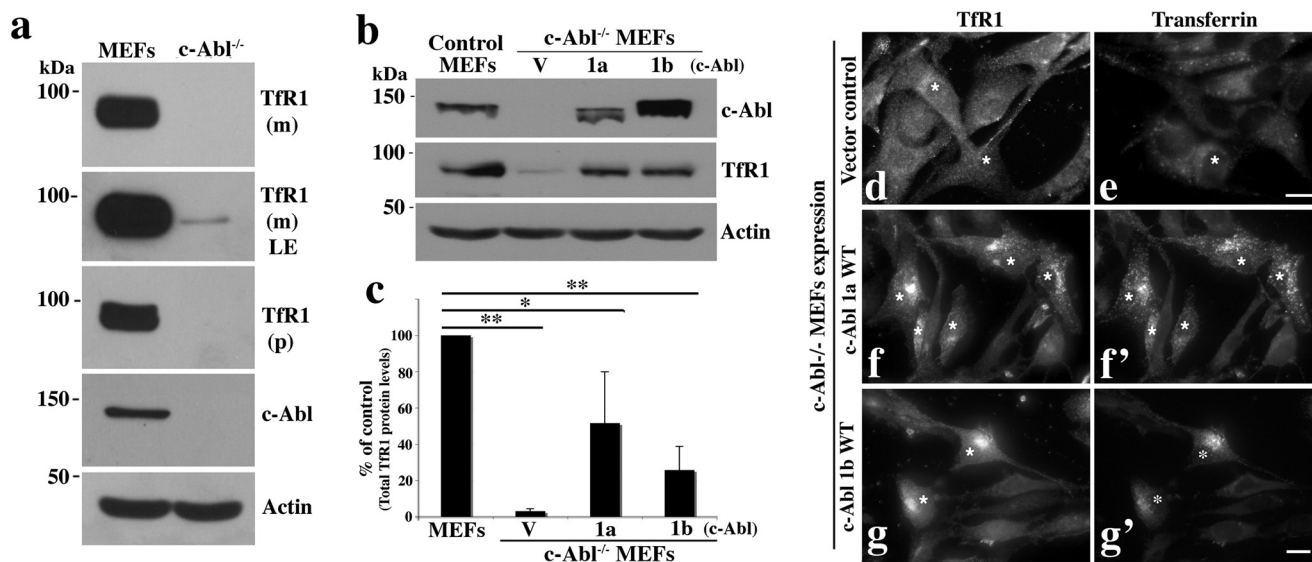 a
MEFs c-Abl-/-
kDa
100
TfR1
(m)
100
TfR1
(m)
LE
100
TfR1
(p)
150
c-Abl
50
Actin
b
Control
MEFs
c-Abl-/- MEFs
V 1a 1b (c-Abl)
kDa
150
c-Abl
100
TfR1
50
Actin
c
**
*
**
% of control
(Total TfR1 protein levels)
100
80
60
40
20
0
MEFs V 1a 1b (c-Abl)
c-Abl-/- MEFs
TfR1 Transferrin
c-Abl-/- MEFs expression
Vector control
d * *
e *
c-Abl 1a WT
f * * * * *
f’ * * * * *
c-Abl 1b WT
g * *
g’ * *